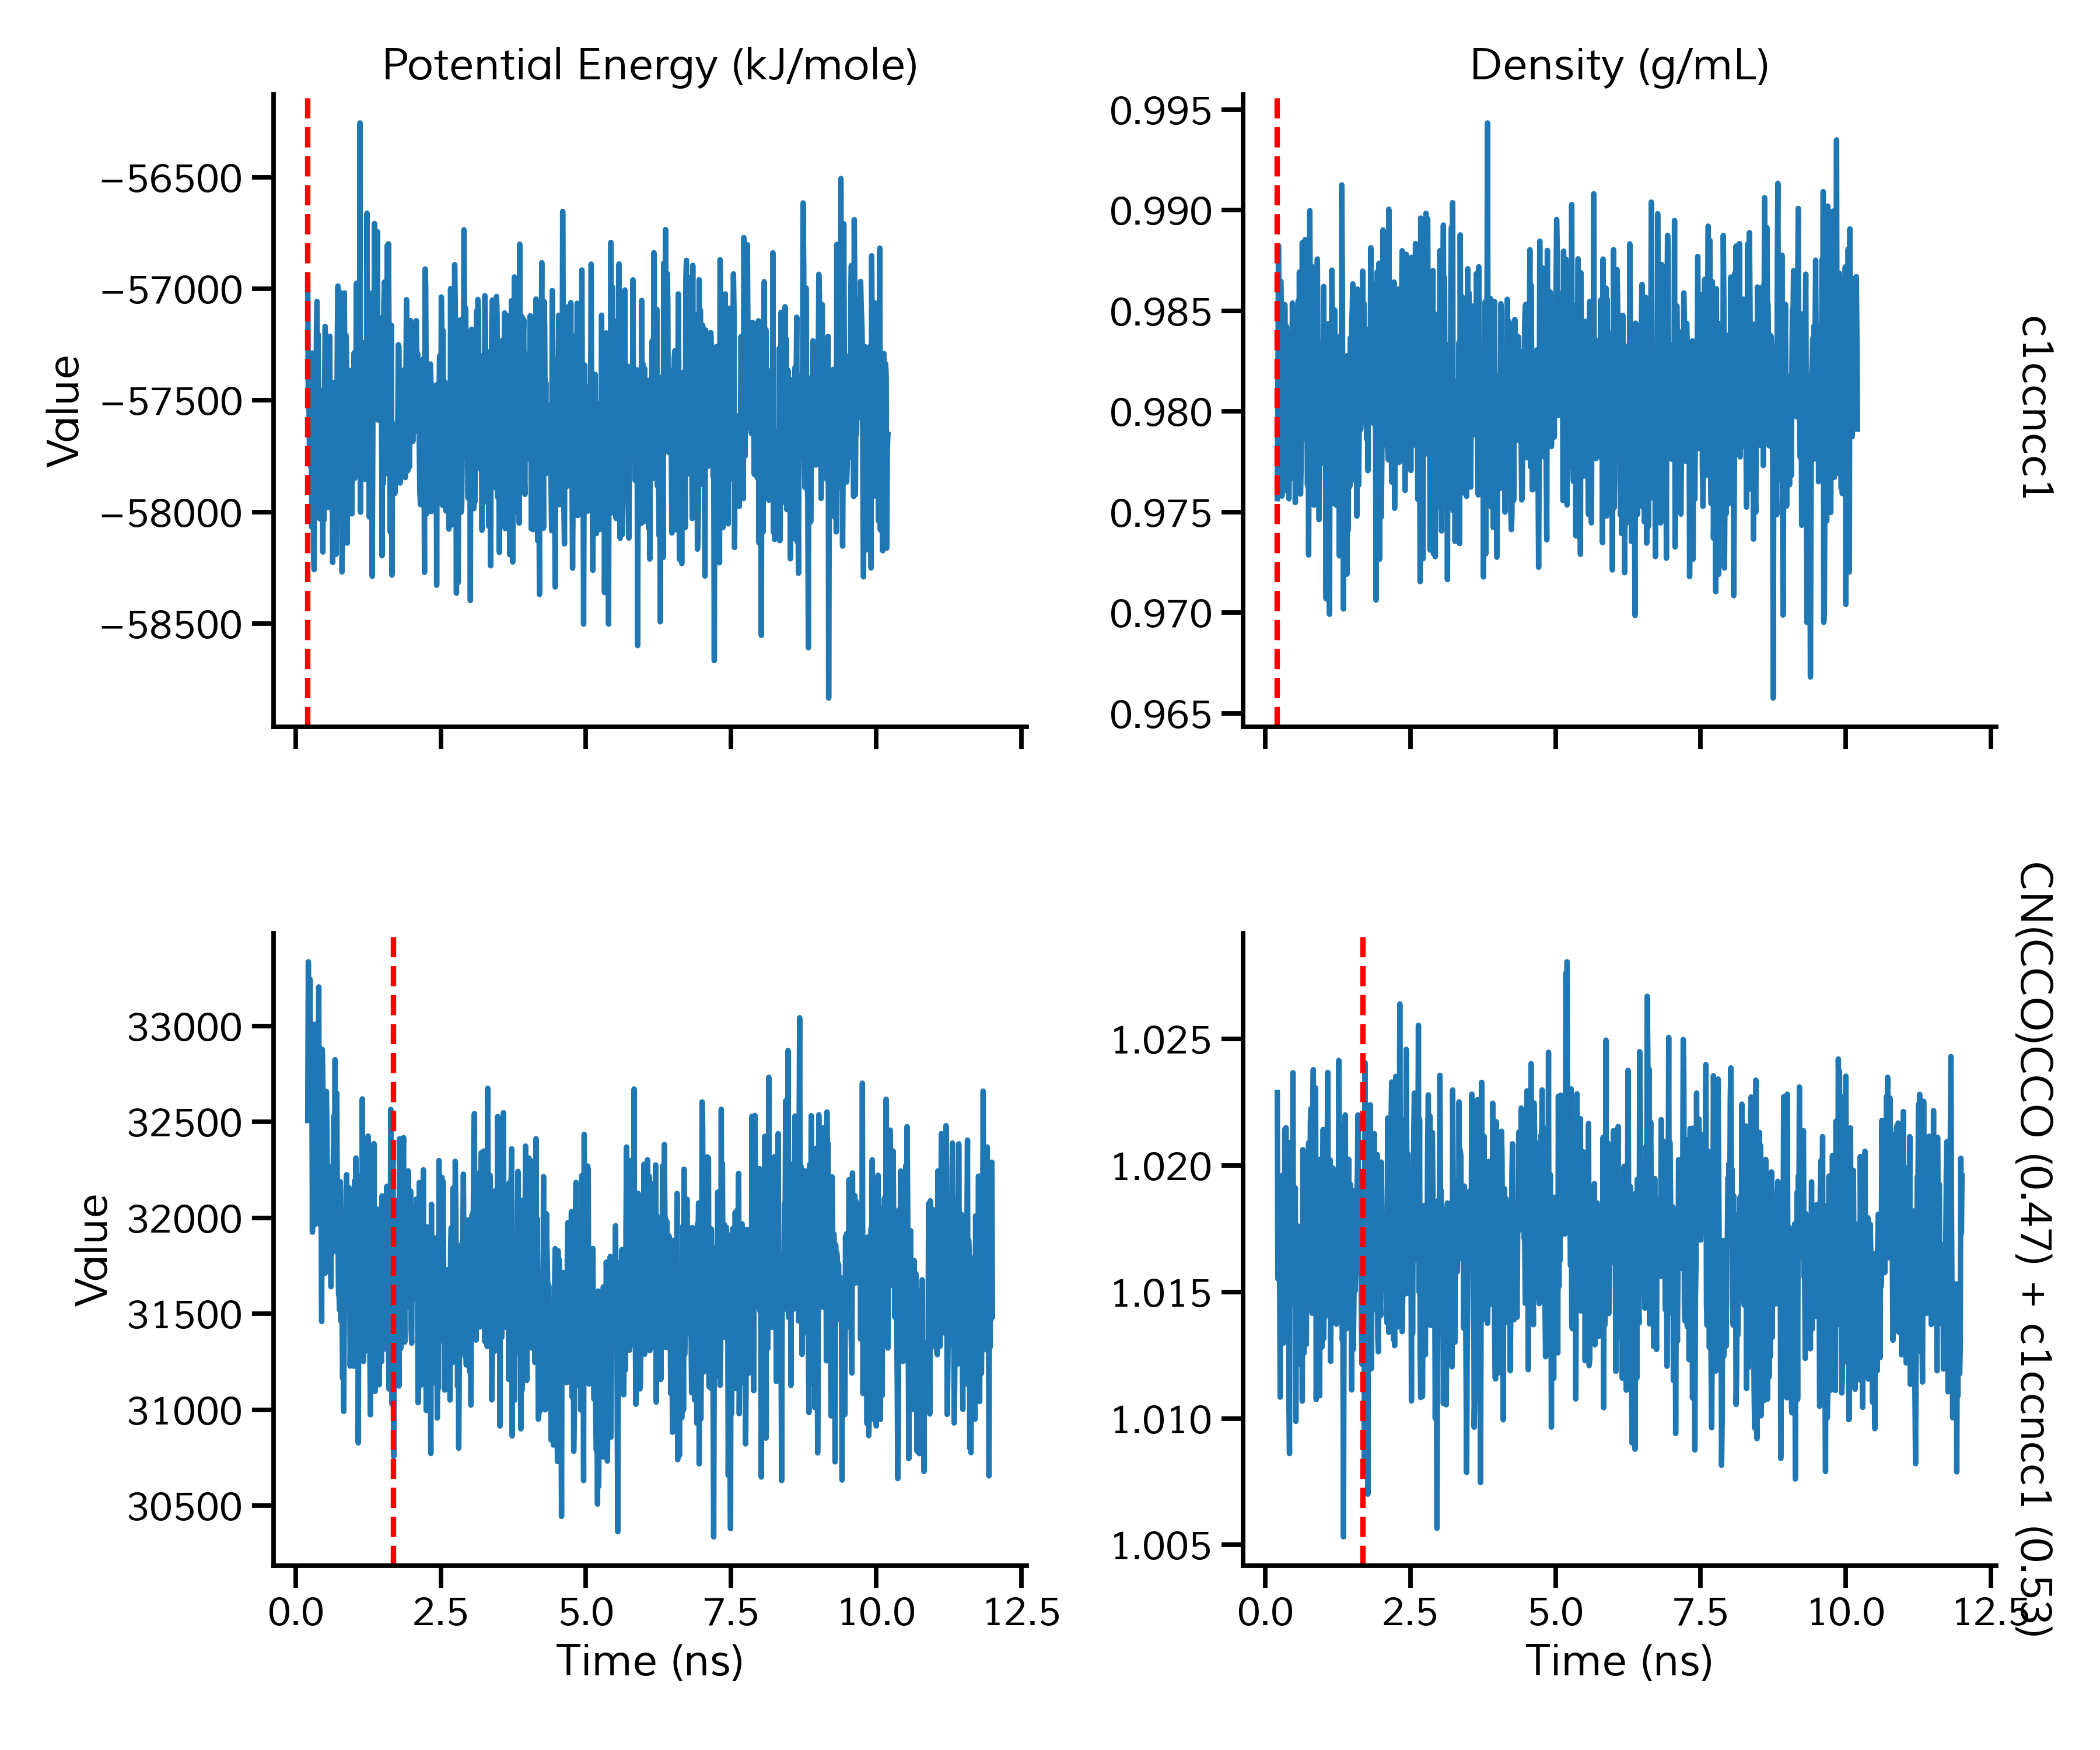 Potential Energy (kJ/mole)
Density (g/mL)
Value
−56500
−57000
−57500
−58000
−58500
0.995
0.990
0.985
0.980
0.975
0.970
0.965
c1ccncc1
Value
33000
32500
32000
31500
31000
30500
0.0 2.5 5.0 7.5 10.0 12.5
Time (ns)
1.025
1.020
1.015
1.010
1.005
0.0 2.5 5.0 7.5 10.0 12.5
Time (ns)
CN(CCO)CCO (0.47) + c1ccncc1 (0.53)